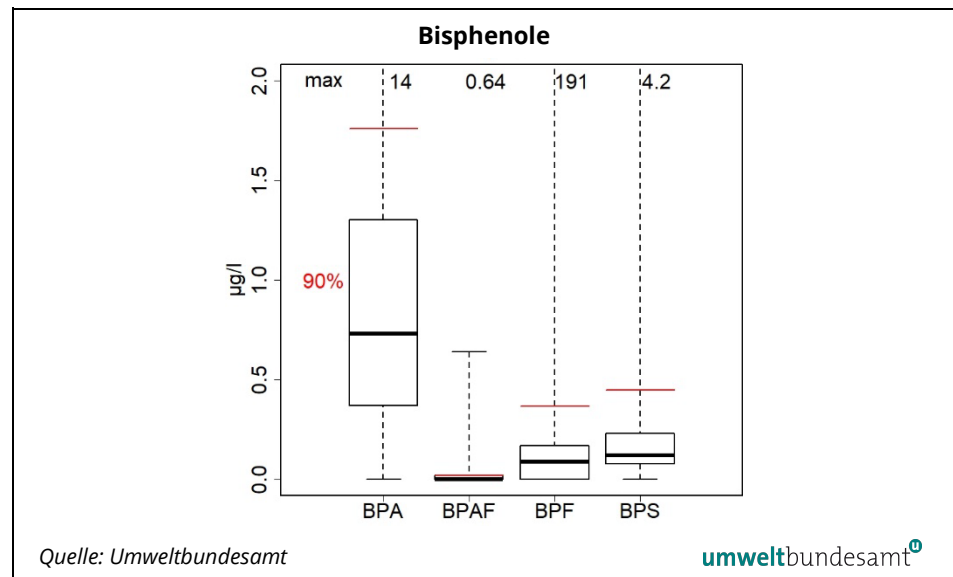 Bisphenole
max 14 0.64 191 4.2
2.0
1.5
1.0
0.5
0.0
µg/l
90%
BPA BPAF BPF BPS
Quelle: Umweltbundesamt
umweltbundesamt u